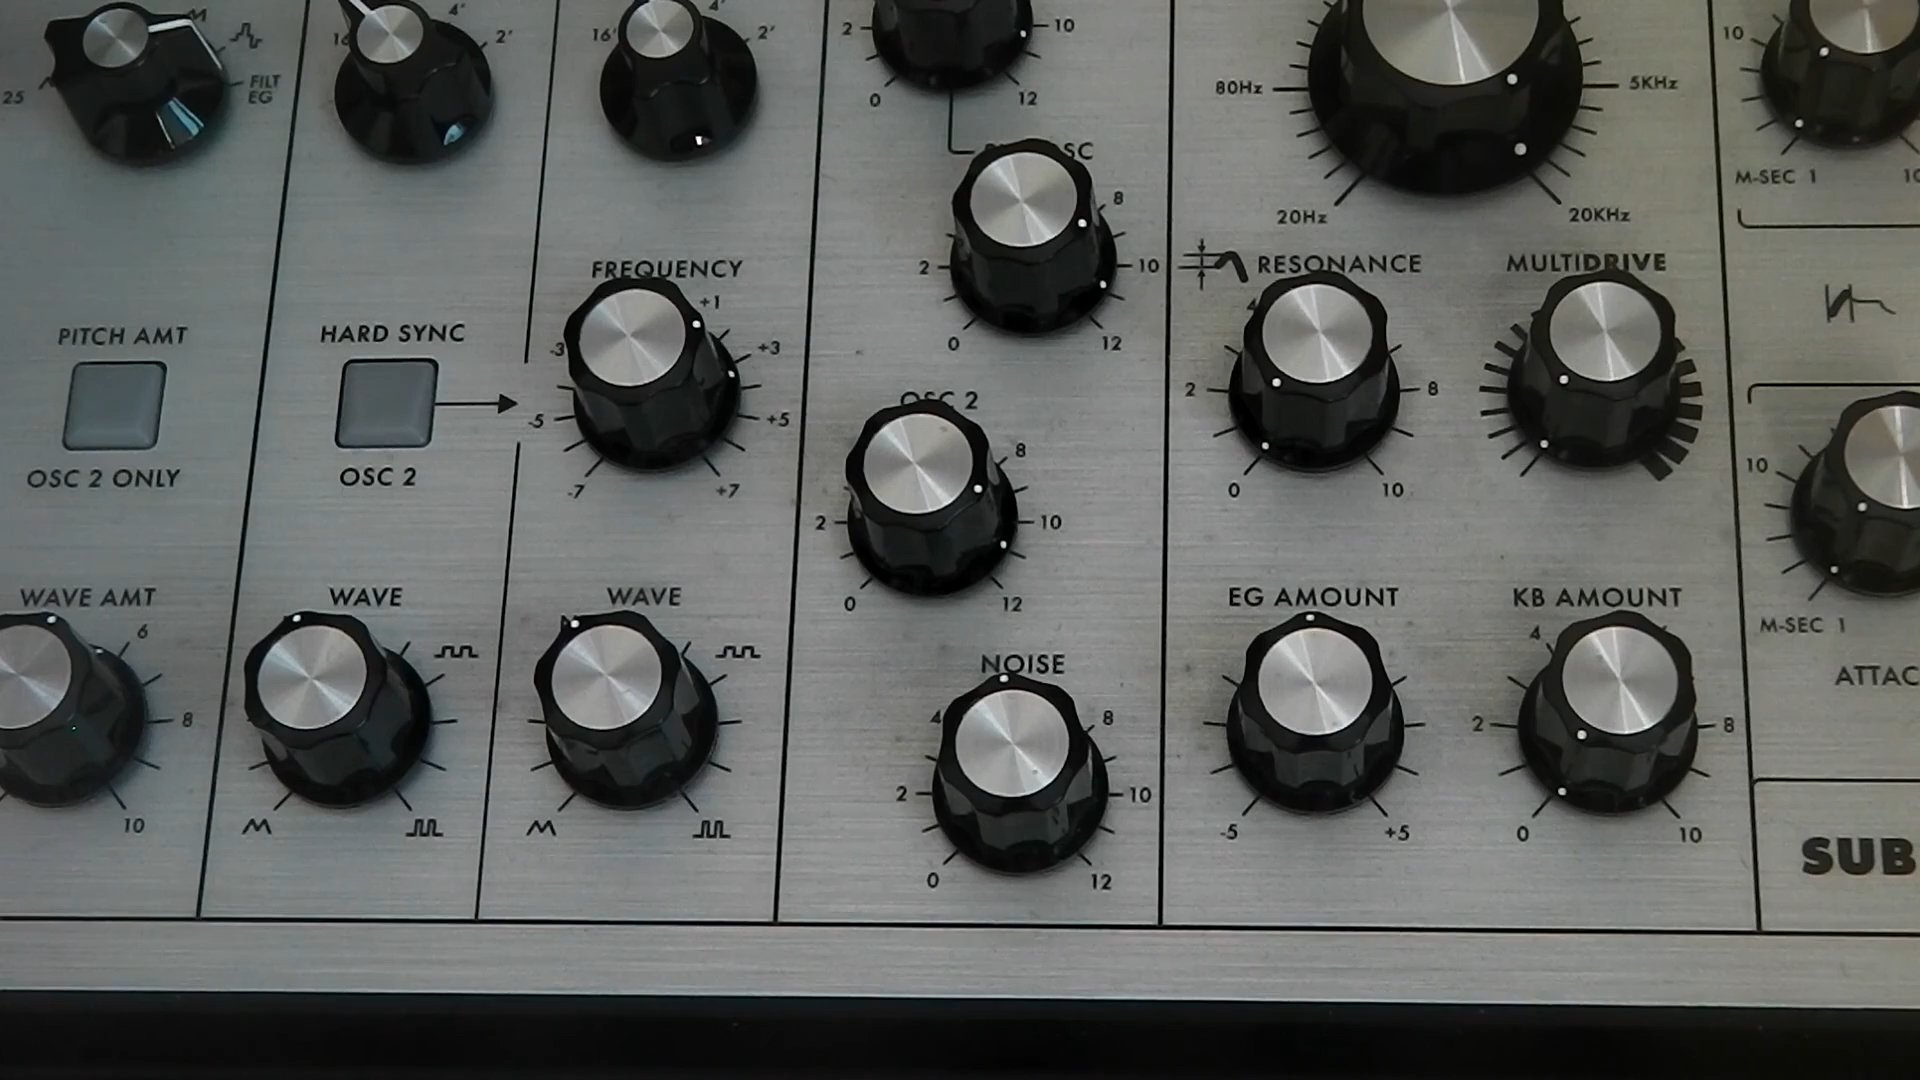 4' 4'
16' 2' 16' 2' 2 10 10
FILT
EG
25
0 12
80Hz 5KHz
M-SEC 1 10
8
20Hz 20KHz
2 10
FREQUENCY
RESONANCE
MULTIDRIVE
+1
4
PITCH AMT
HARD SYNC
-3 +3
0 12
2 8
OSC 2
-5 +5
8
10
OSC 2 ONLY
OSC 2
-7 +7
0 10
2 10
0 12
WAVE AMT
WAVE
WAVE
EG AMOUNT
KB AMOUNT
M-SEC 1
6
4
NOISE
8
4 8
2 8
2 10
10
-5 +5
0 10
0 12
SUB